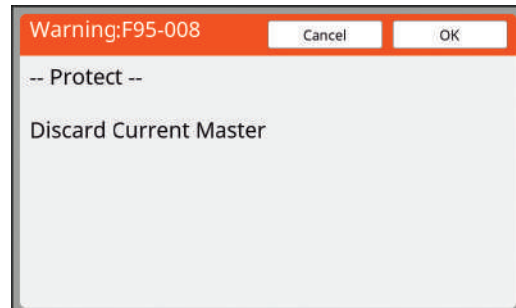 Warning:F95-008
Cancel
OK
-- Protect --
Discard Current Master